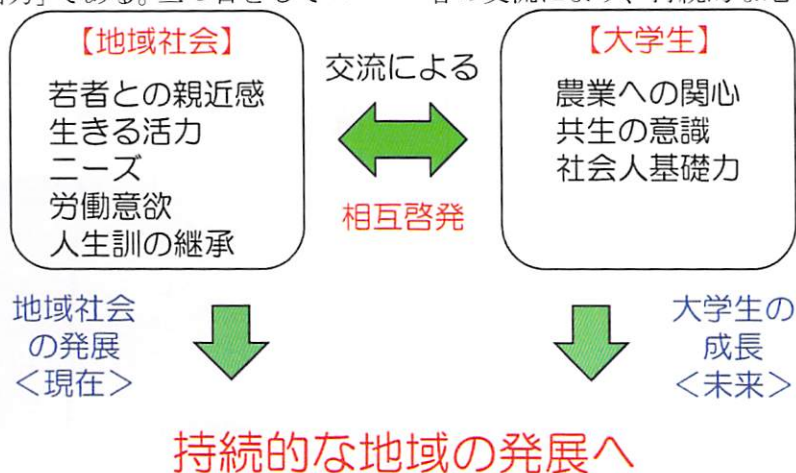 【地域社会】
若者との親近感
生きる活力
ニーズ
労働意欲
人生訓の継承
交流による
相互啓発
【大学生】
農業への関心
共生の意識
社会人基礎力
地域社会
の発展
＜現在＞
大学生の
成長
＜未来＞
持続的な地域の発展へ